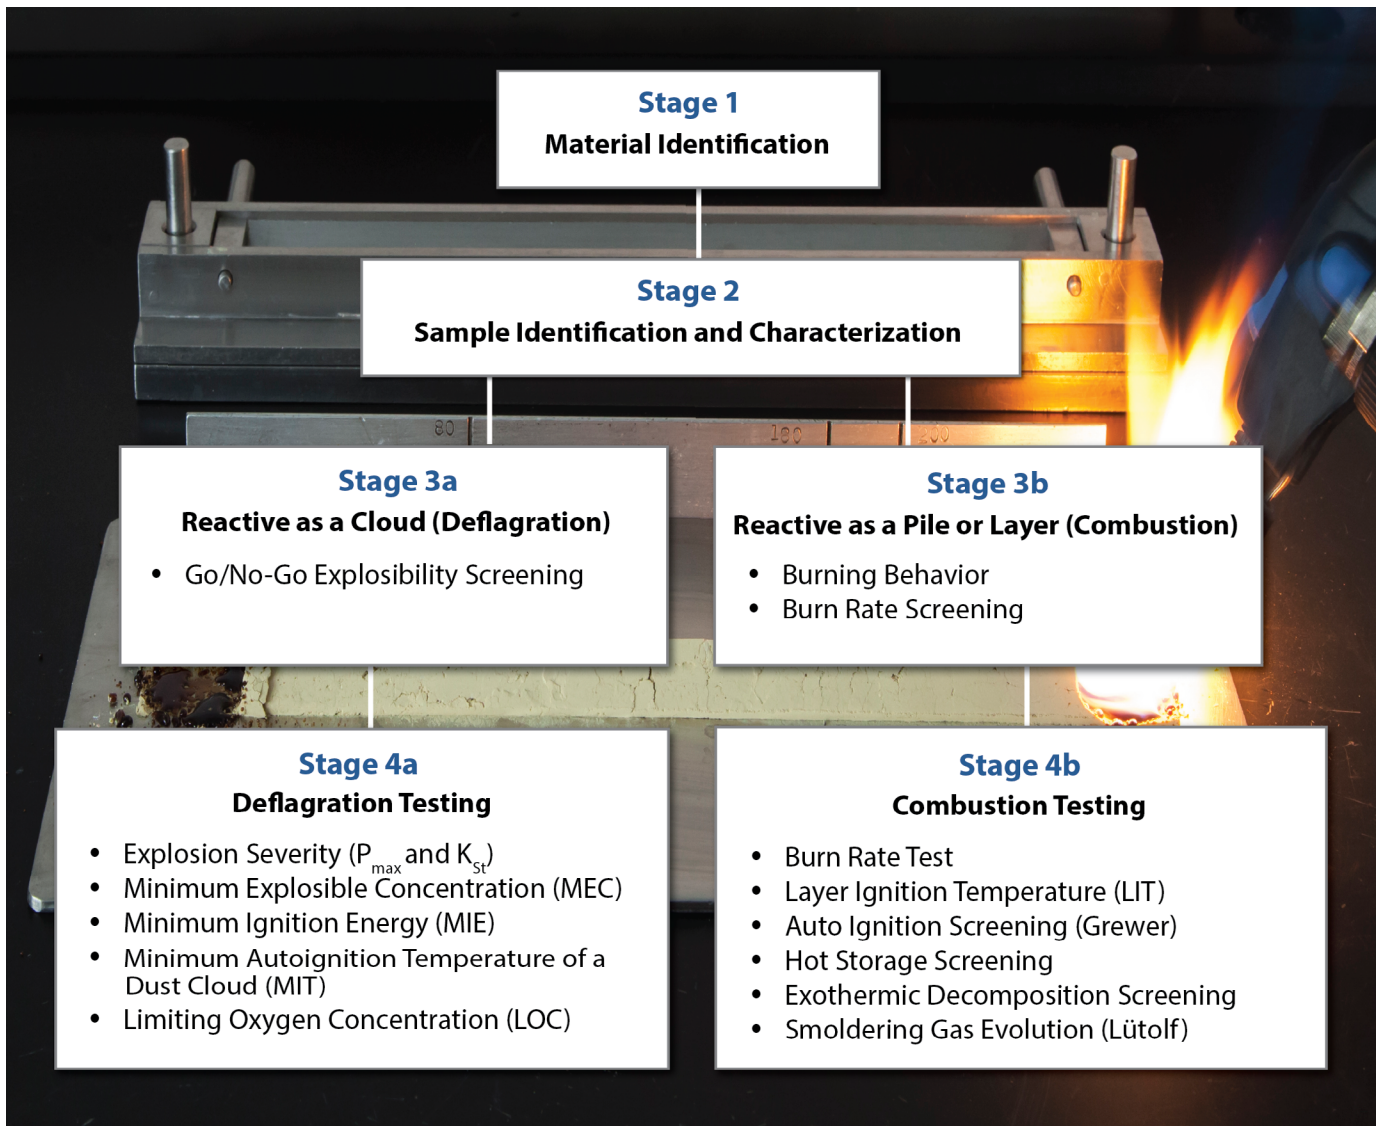 Stage 1
Material Identification
Stage 2
Sample Identification and Characterization
80
180
200
Stage 3a
Reactive as a Cloud (Deflagration)
• Go/No-Go Explosibility Screening
Stage 3b
Reactive as a Pile or Layer (Combustion)
• Burning Behavior
• Burn Rate Screening
Stage 4a
Deflagration Testing
• Explosion Severity (Pmax and KSt)
• Minimum Explosible Concentration (MEC)
• Minimum Ignition Energy (MIE)
• Minimum Autoignition Temperature of a
Dust Cloud (MIT)
• Limiting Oxygen Concentration (LOC)
Stage 4b
Combustion Testing
• Burn Rate Test
• Layer Ignition Temperature (LIT)
• Auto Ignition Screening (Grewer)
• Hot Storage Screening
• Exothermic Decomposition Screening
• Smoldering Gas Evolution (Lütolf)